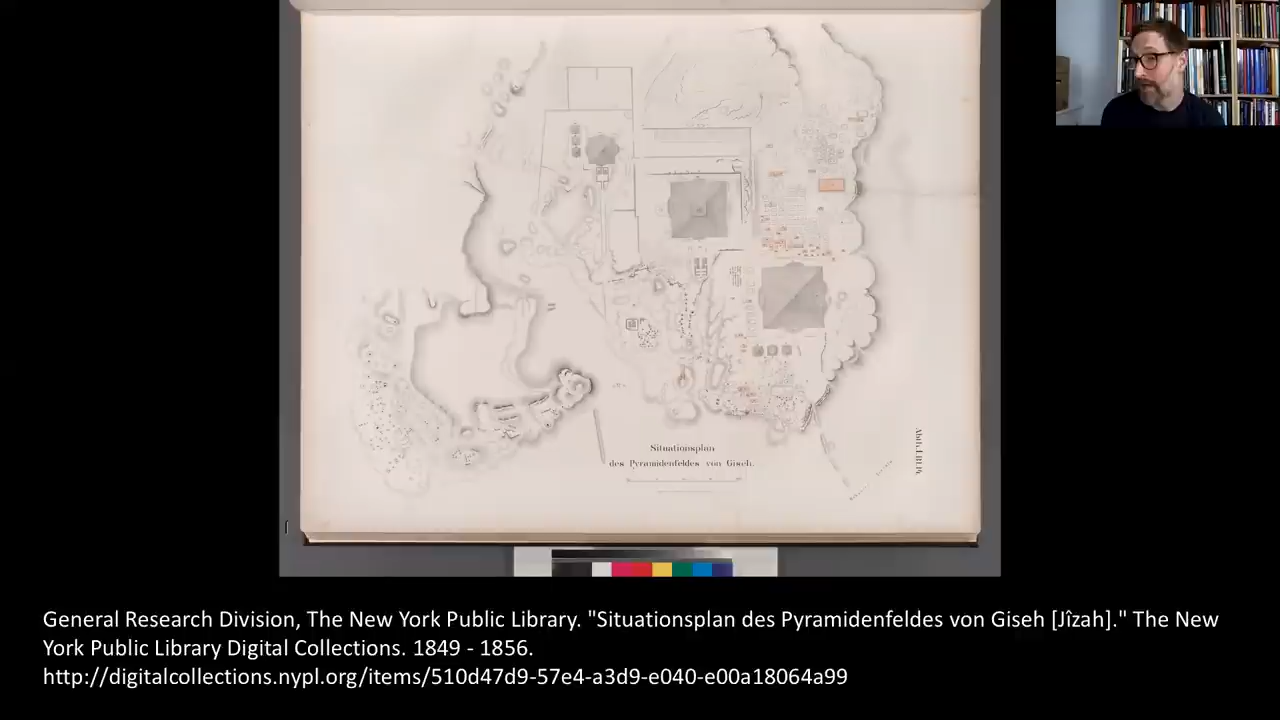 Situationsplan
des Pyramidenfeldes von Giseh.
General Research Division, The New York Public Library. "Situationsplan des Pyramidenfeldes von Giseh [Jîzah]." The New
York Public Library Digital Collections. 1849 - 1856.
http://digitalcollections.nypl.org/items/510d47d9-57e4-a3d9-e040-e00a18064a99